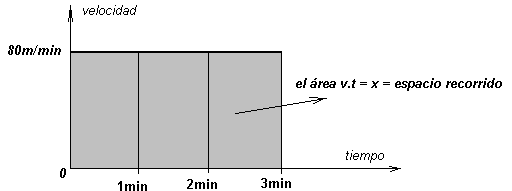 velocidad
80m/min
el área v.t = x = espacio recorrido
tiempo
0
1min
2min
3min